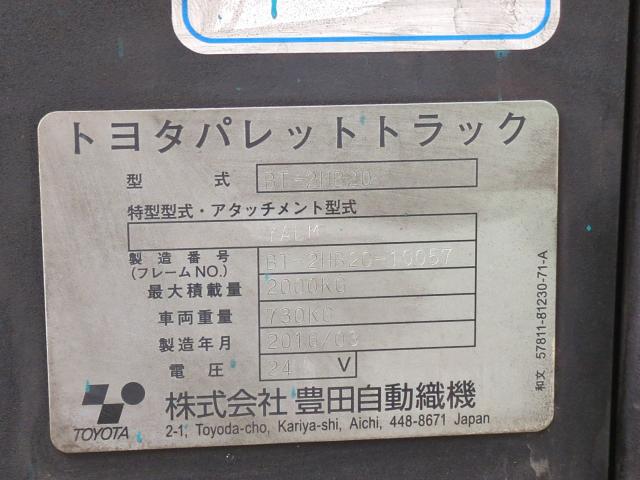 トヨタパレットトラック
型 式 BT-2HB20
特型型式・アタッチメント型式
YALM
製造番号 (フレームNO.) BT-2HB20-10057
最大積載量 2000KG
車両重量 730KG
製造年月 2016/03
電圧 24 V
TOYOTA 株式会社 豊田自動織機
2-1, Toyoda-cho, Kariya-shi, Aichi, 448-8671 Japan
和文 57811-81230-71-A